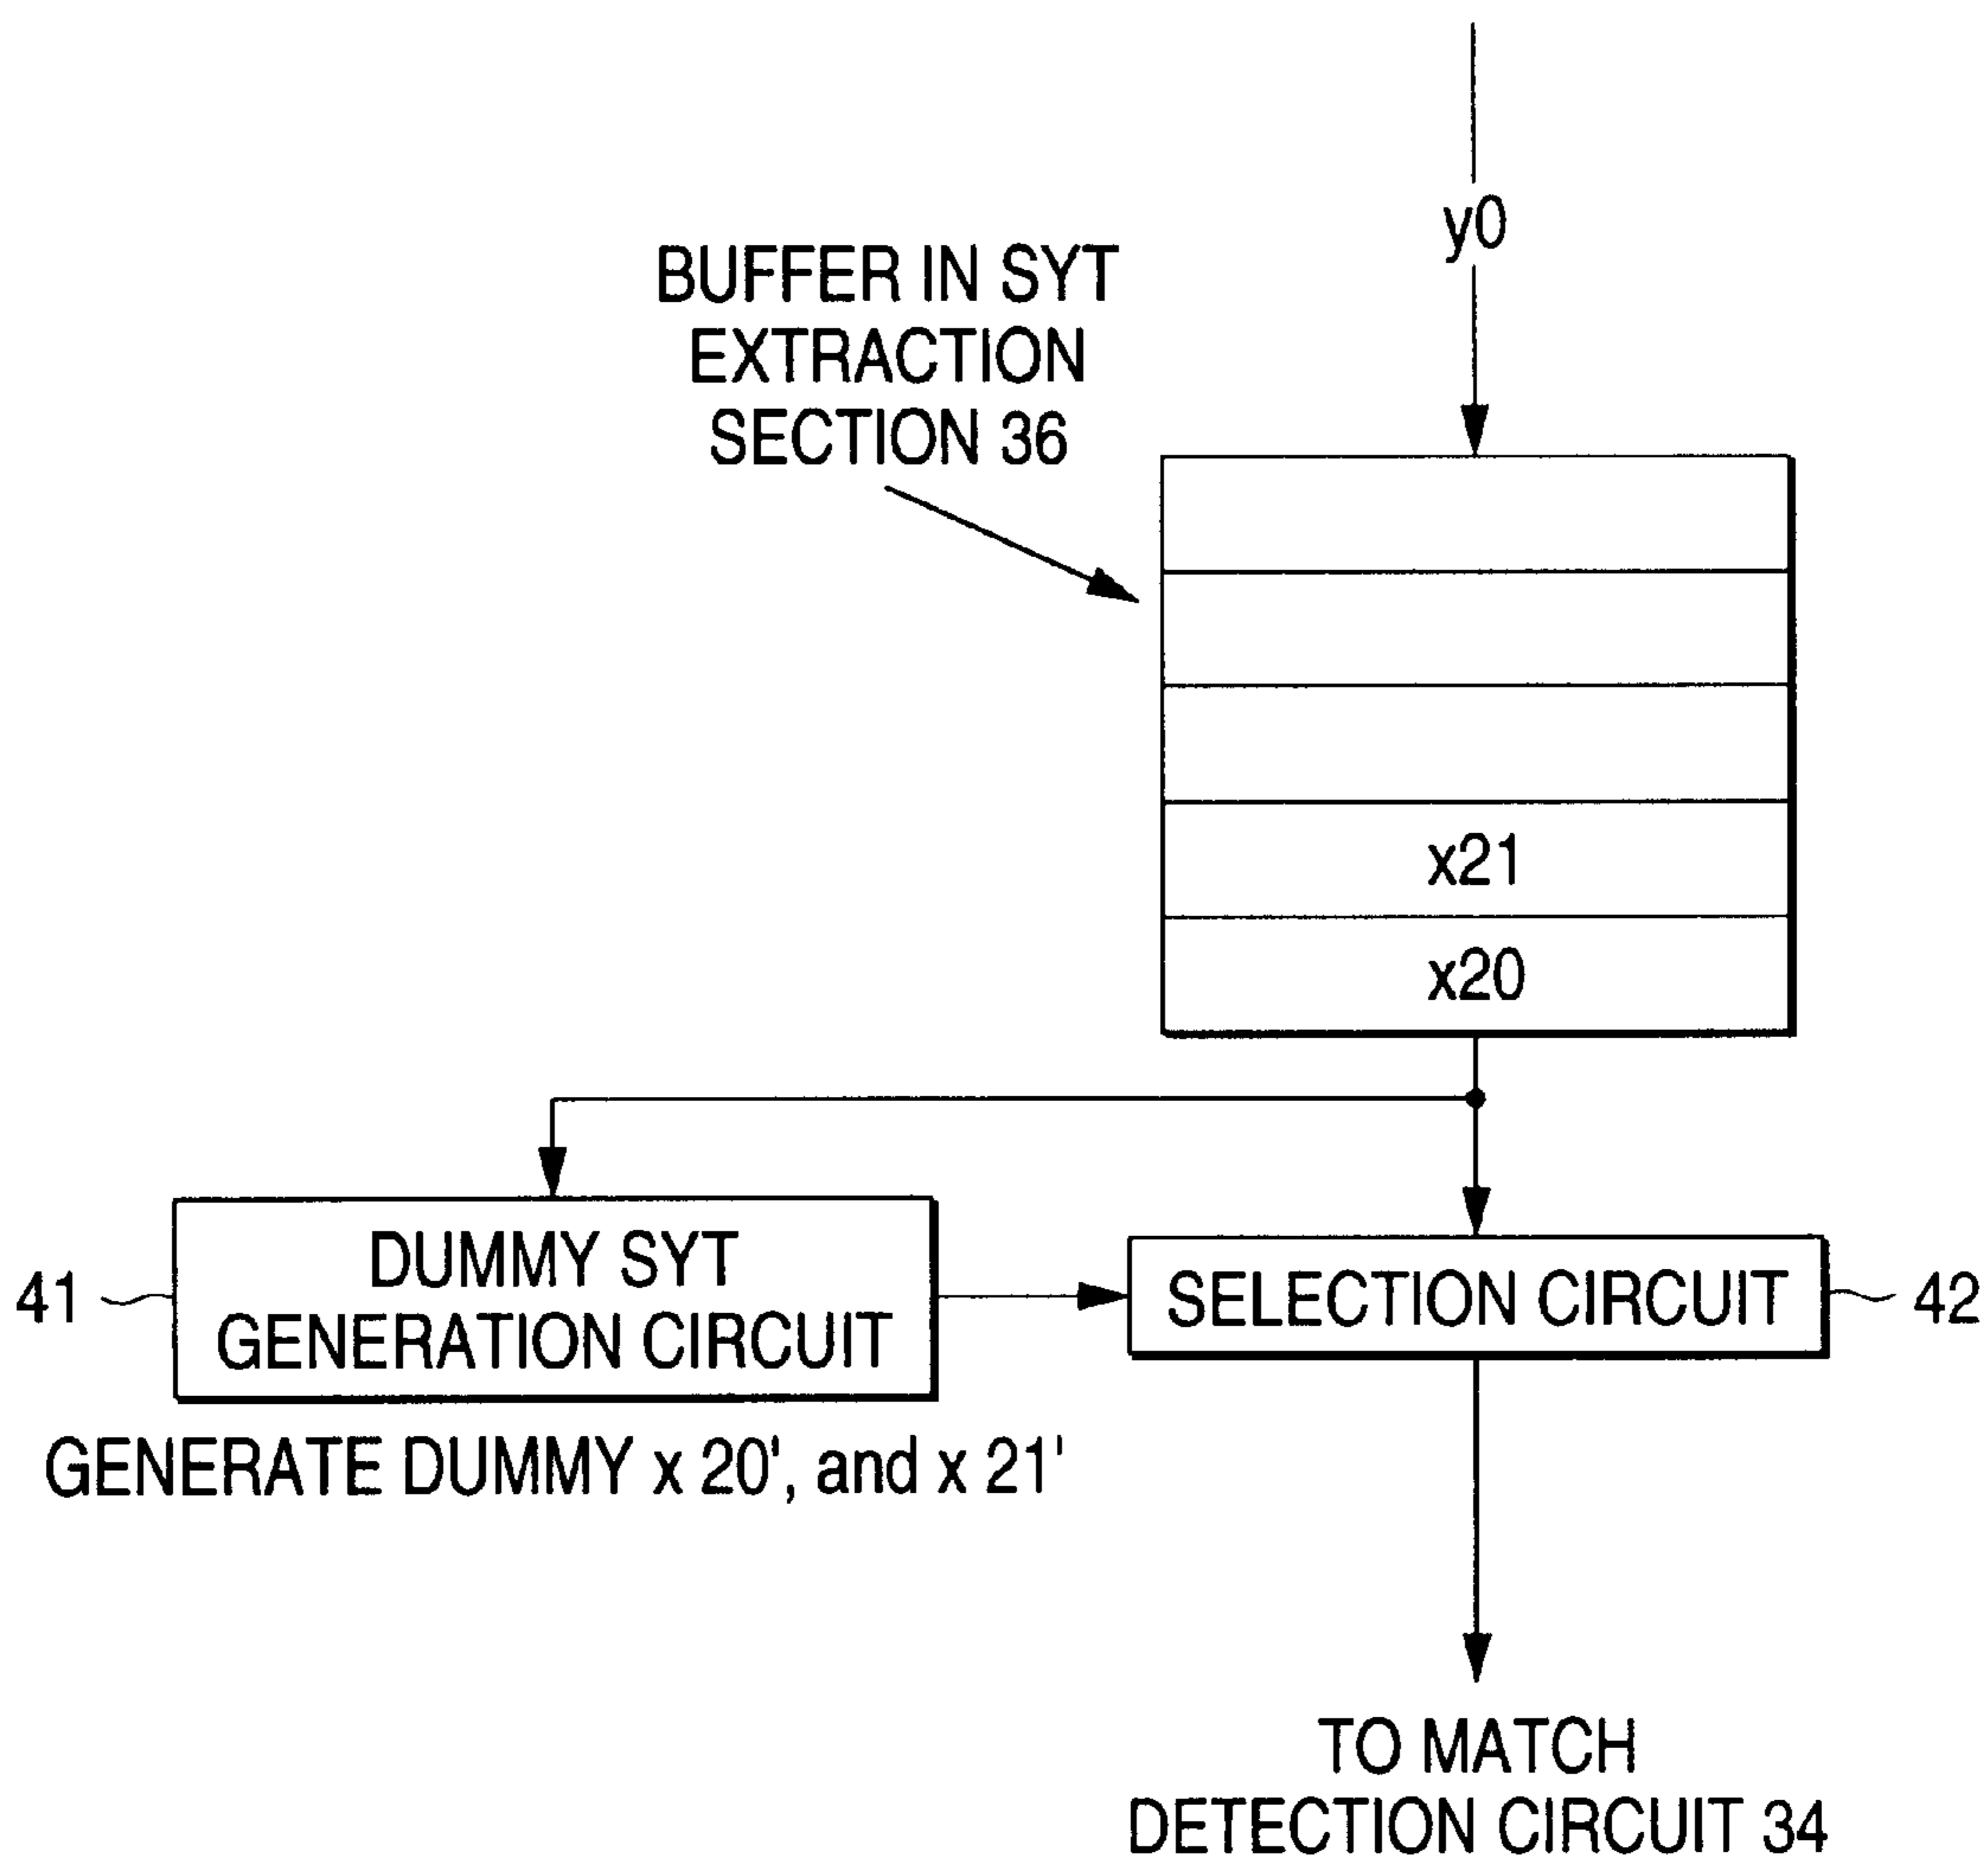 y0
BUFFER IN SYT
EXTRACTION
SECTION 36
x21
x20
41
DUMMY SYT
GENERATION CIRCUIT
SELECTION CIRCUIT
42
GENERATE DUMMY x 20', and x 21'
TO MATCH
DETECTION CIRCUIT 34